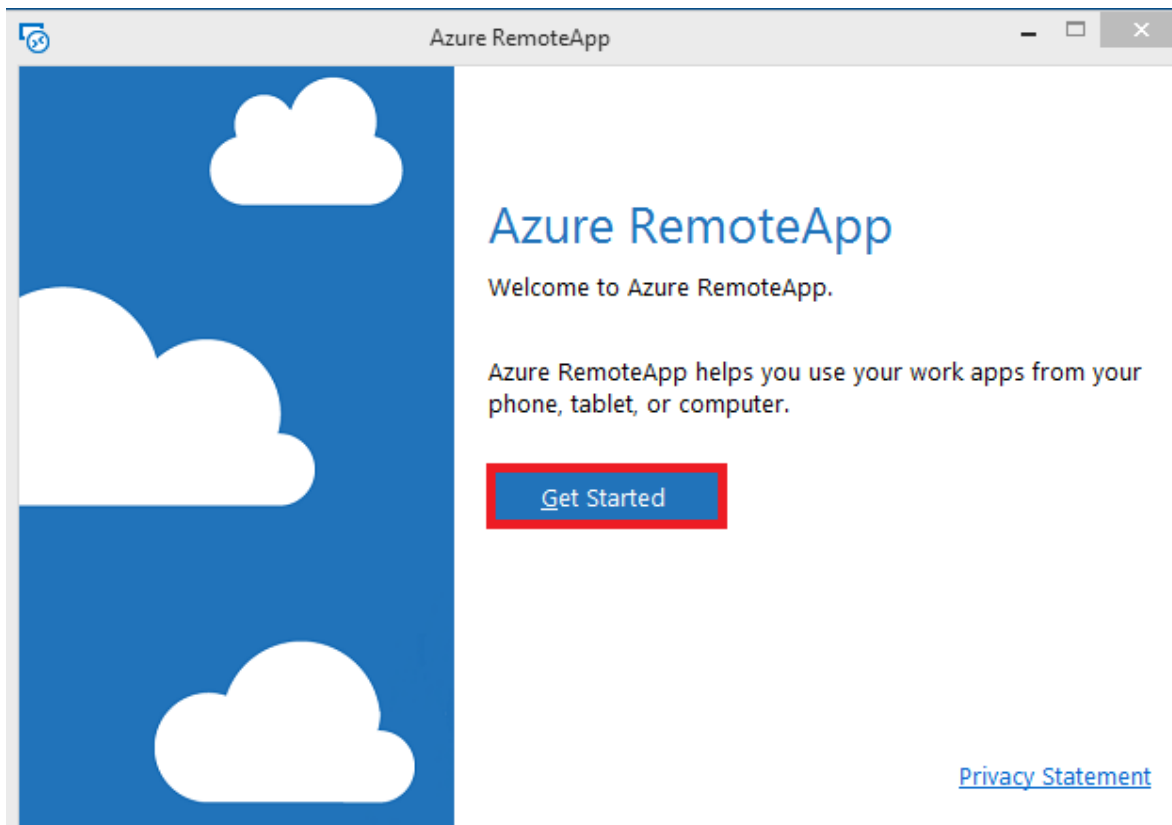 Azure RemoteApp
Azure RemoteApp
Welcome to Azure RemoteApp.
Azure RemoteApp helps you use your work apps from your
phone, tablet, or computer.
Get Started
Privacy Statement